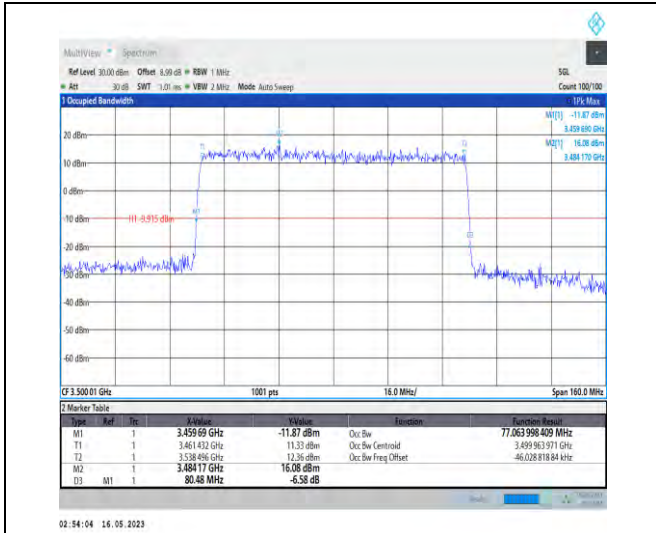 MultiView Spectrum
Ref Level 30.00 dBm Offset 8.99 dB RBW 1 MHz SGL
Att 30 dB SWT 1.01 ms VBW 2 MHz Mode Auto Sweep Count 100/100
1 Occupied Bandwidth 1Pk Max
M1[1] -11.87 dBm
3.459 690 GHz
20 dBm
M2[1] 16.08 dBm
3.484 170 GHz
10 dBm
0 dBm
-10 dBm H1 -9.915 dBm
-20 dBm
-30 dBm
-40 dBm
-50 dBm
-60 dBm
CF 3.500 01 GHz 1001 pts 16.0 MHz/ Span 160.0 MHz
2 Marker Table
Type Ref Trc X-Value Y-Value Function Function Result
M1 1 3.459 69 GHz -11.87 dBm Occ Bw 77.063 998 409 MHz
T1 1 3.461 432 GHz 11.33 dBm Occ Bw Centroid 3.499 963 971 GHz
T2 1 3.538 496 GHz 12.36 dBm Occ Bw Freq Offset -46.028 818 84 kHz
M2 1 3.484 17 GHz 16.08 dBm
D3 M1 1 80.48 MHz -6.58 dB
02:54:04 16.05.2023